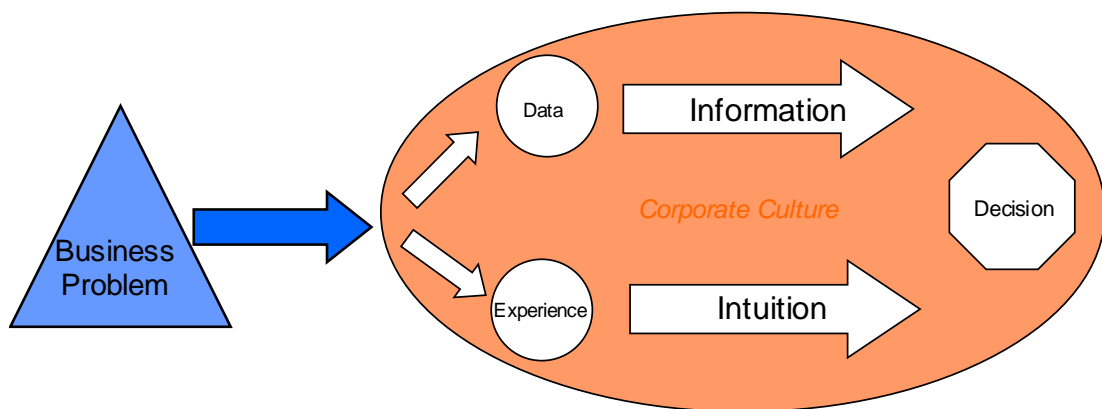 Data
Information
Corporate Culture
Decision
Business
Problem
Experience
Intuition